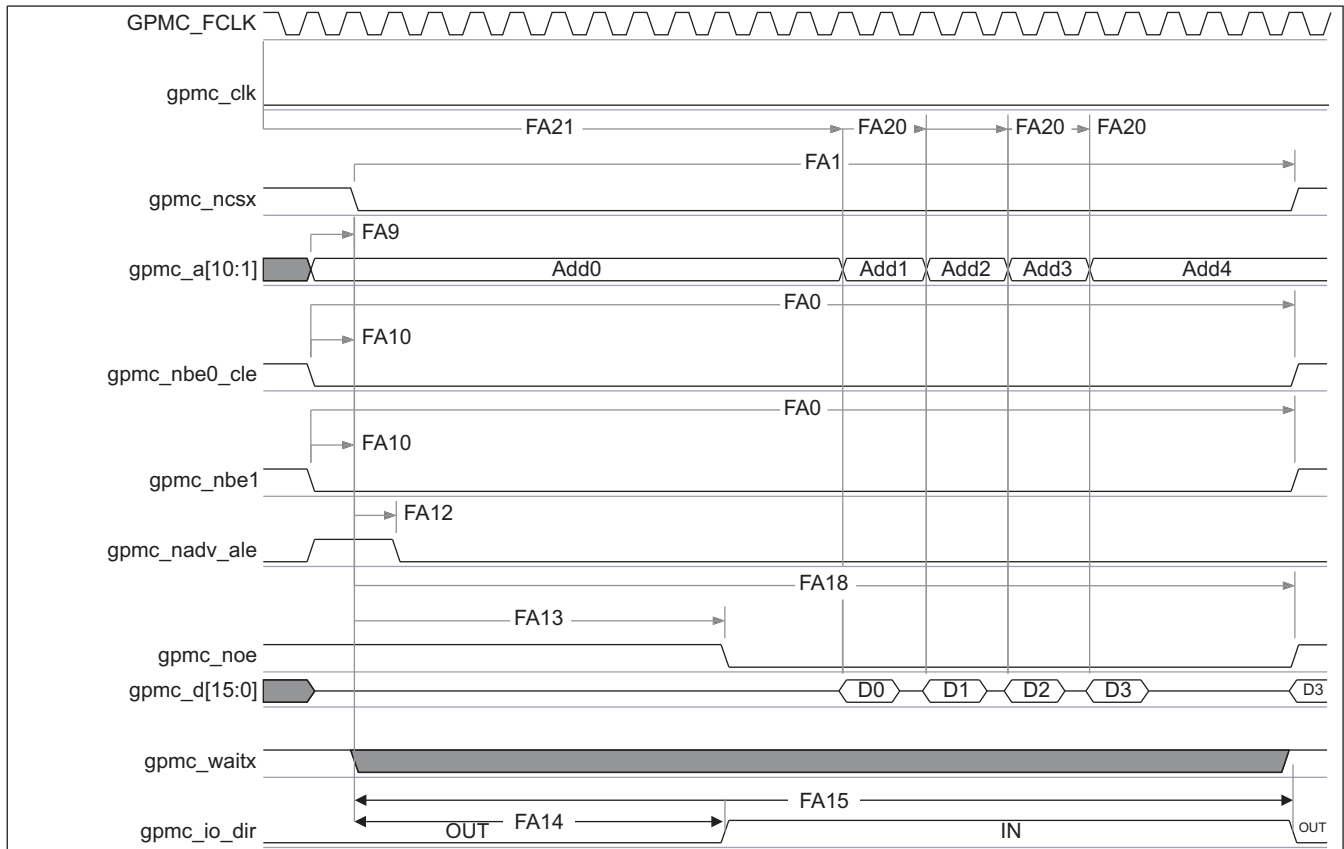 GPMC_FCLK
gpmc_clk
FA21 FA20 FA20 FA20
FA1
gpmc_ncsx
FA9
gpmc_a[10:1] Add0 Add1 Add2 Add3 Add4
FA0
FA10
gpmc_nbe0_cle
FA0
FA10
gpmc_nbe1
FA12
gpmc_nadv_ale
FA18
FA13
gpmc_noe
gpmc_d[15:0] D0 D1 D2 D3 D3
gpmc_waitx
FA15
FA14
gpmc_io_dir OUT IN OUT